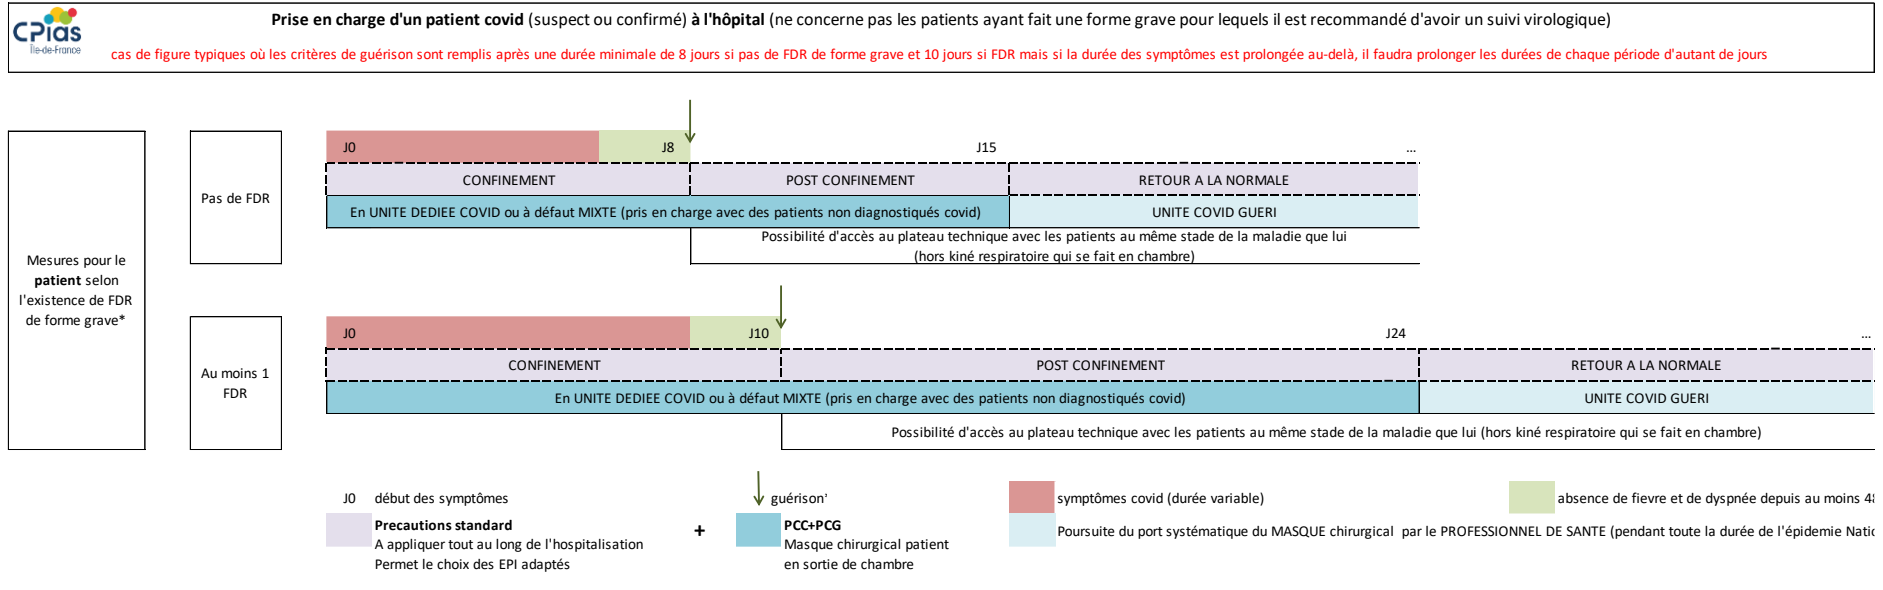 CPias
Île-de-France
Prise en charge d'un patient covid (suspect ou confirmé) à l'hôpital (ne concerne pas les patients ayant fait une forme grave pour lequels il est recommandé d'avoir un suivi virologique)
cas de figure typiques où les critères de guérison sont remplis après une durée minimale de 8 jours si pas de FDR de forme grave et 10 jours si FDR mais si la durée des symptômes est prolongée au-delà, il faudra prolonger les durées de chaque période d'autant de jours
Mesures pour le
patient selon
l'existence de FDR
de forme grave*
Pas de FDR
J0 J8 J15 ...
CONFINEMENT POST CONFINEMENT RETOUR A LA NORMALE
En UNITE DEDIEE COVID ou à défaut MIXTE (pris en charge avec des patients non diagnostiqués covid) UNITE COVID GUERI
Possibilité d'accès au plateau technique avec les patients au même stade de la maladie que lui
(hors kiné respiratoire qui se fait en chambre)
Au moins 1
FDR
J0 J10 J24 ...
CONFINEMENT POST CONFINEMENT RETOUR A LA NORMALE
En UNITE DEDIEE COVID ou à défaut MIXTE (pris en charge avec des patients non diagnostiqués covid) UNITE COVID GUERI
Possibilité d'accès au plateau technique avec les patients au même stade de la maladie que lui (hors kiné respiratoire qui se fait en chambre)
J0 début des symptômes guérison' symptômes covid (durée variable) absence de fievre et de dyspnée depuis au moins
Precautions standard
A appliquer tout au long de l'hospitalisation
Permet le choix des EPI adaptés
+
PCC+PCG
Masque chirurgical patient
en sortie de chambre
Poursuite du port systématique du MASQUE chirurgical par le PROFESSIONNEL DE SANTE (pendant toute la durée de l'épidemie